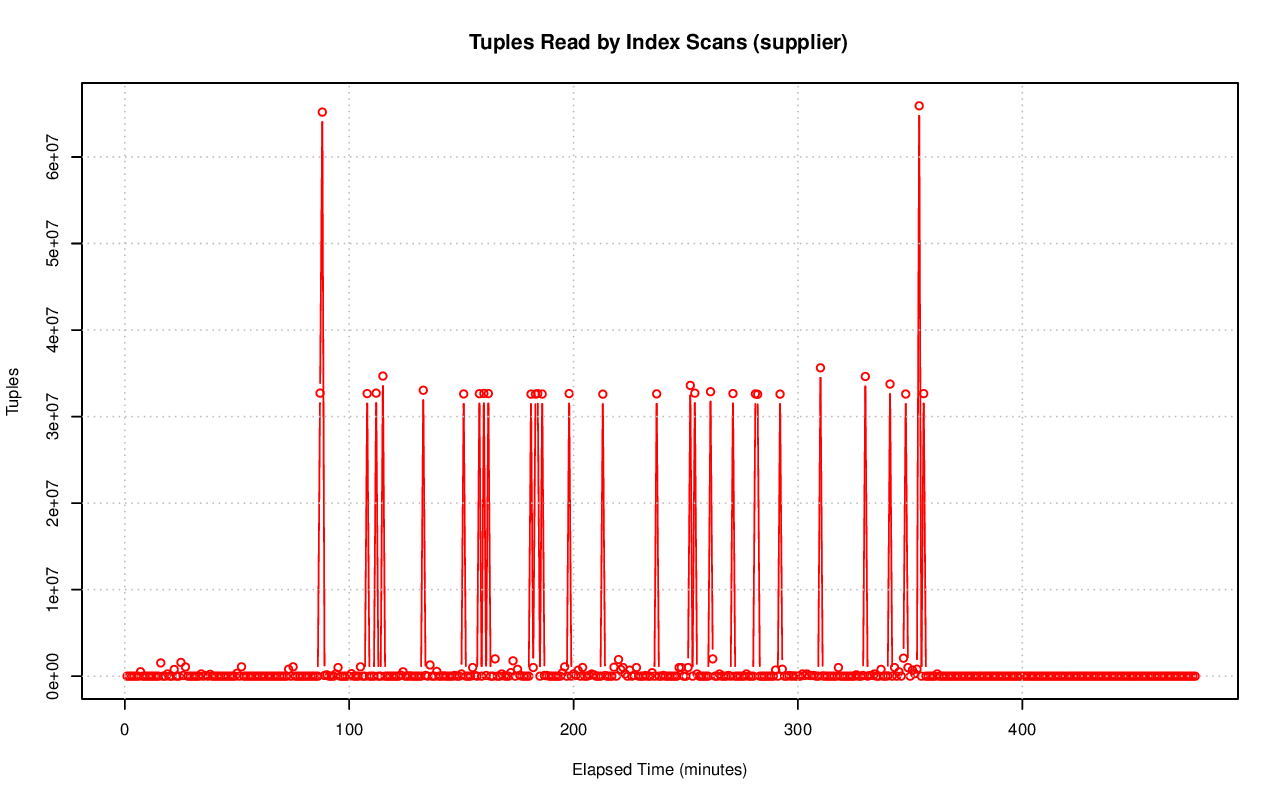 Tuples Read by Index Scans (supplier)
Tuples
6e+07
5e+07
4e+07
3e+07
2e+07
1e+07
0e+00
0 100 200 300 400
Elapsed Time (minutes)